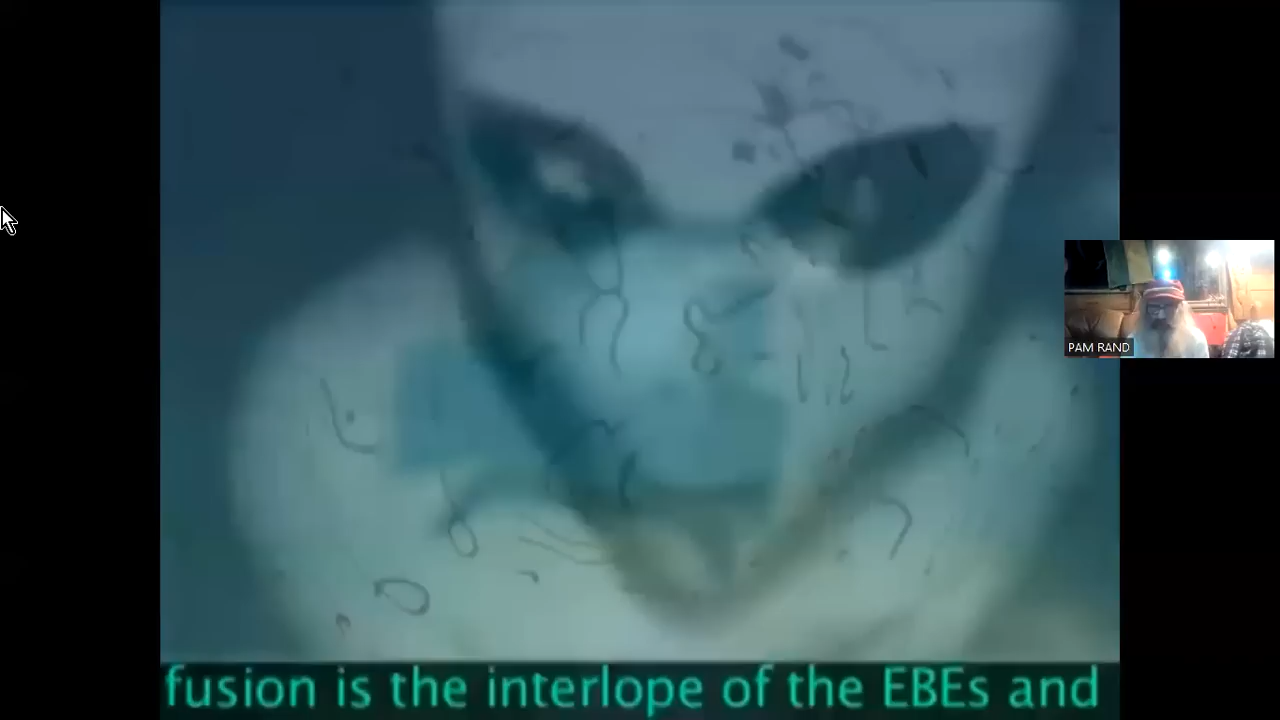 PAM RAND
fusion is the interlope of the EBEs and